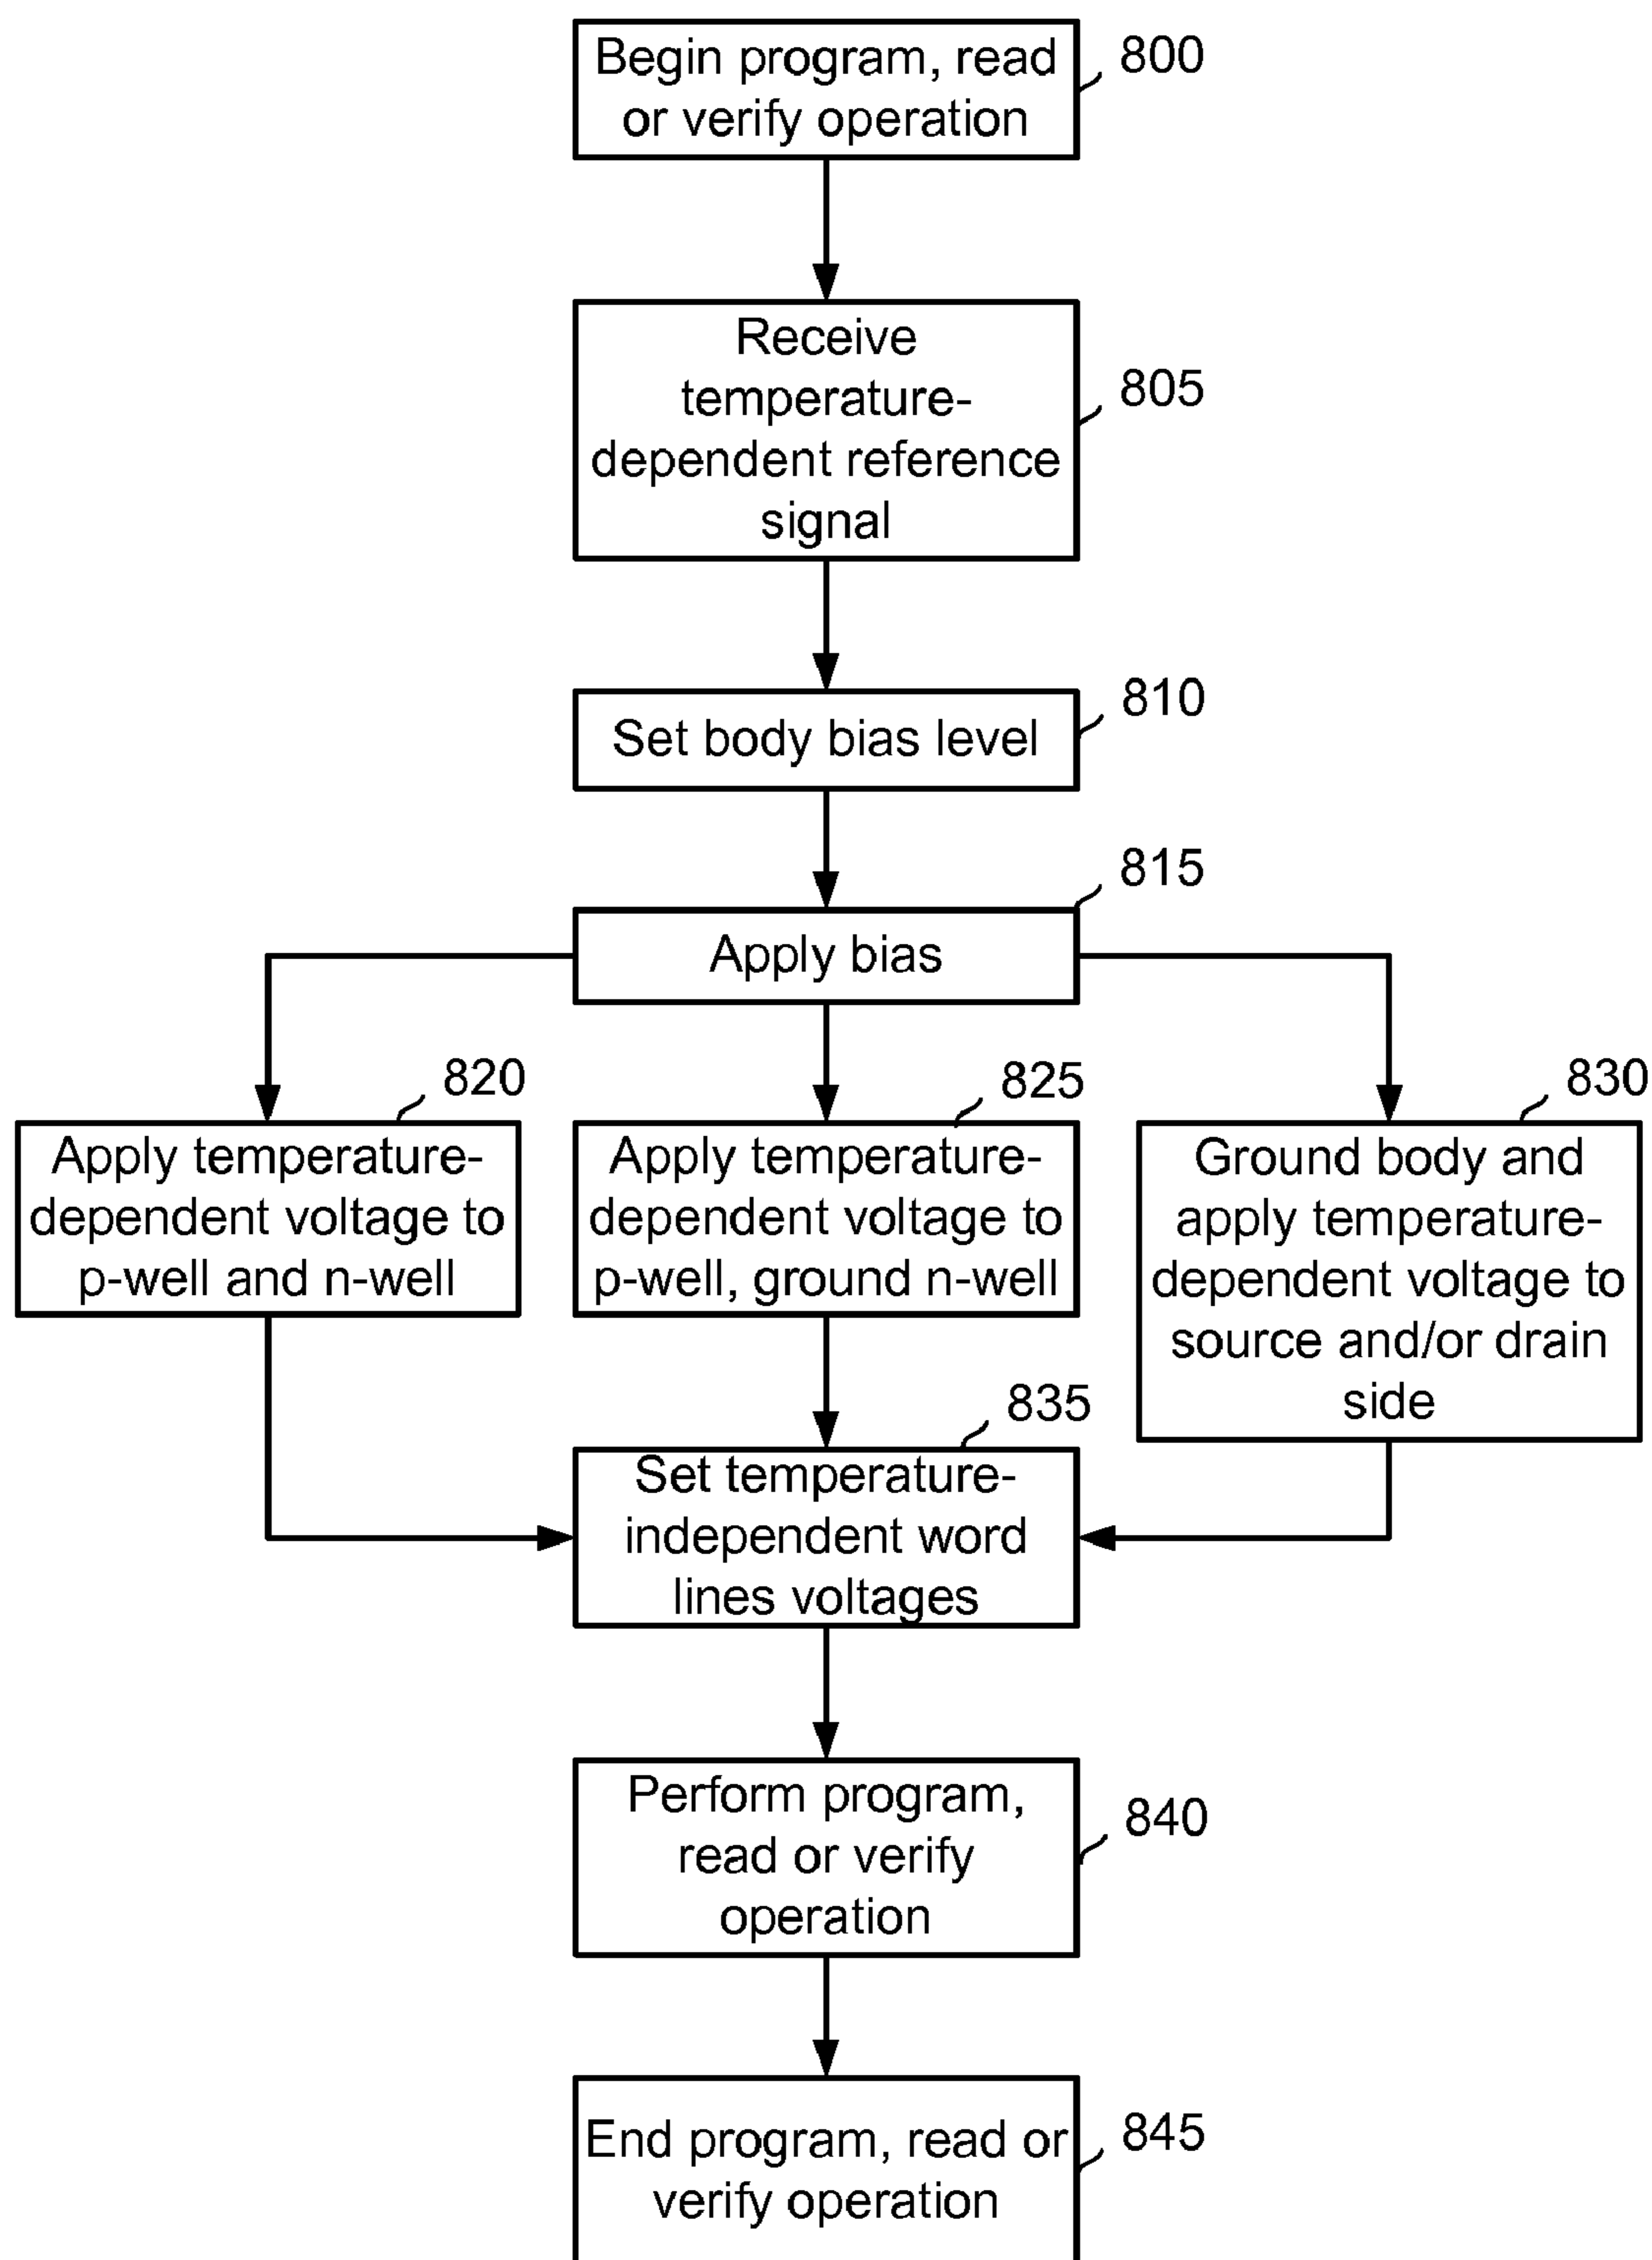 Begin program, read
or verify operation
800
Receive
temperature-
dependent reference
signal
805
Set body bias level
810
Apply bias
815
Apply temperature-
dependent voltage to
p-well and n-well
820
Apply temperature-
dependent voltage to
p-well, ground n-well
825
Ground body and
apply temperature-
dependent voltage to
source and/or drain
side
830
Set temperature-
independent word
lines voltages
835
Perform program,
read or verify
operation
840
End program, read or
verify operation
845